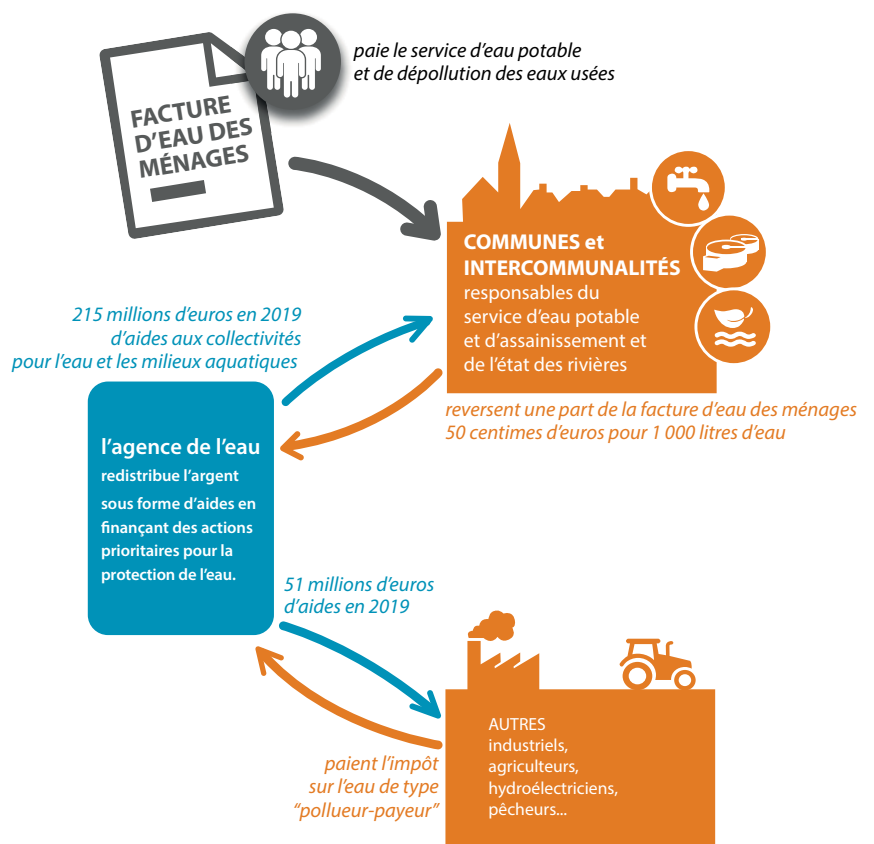 paie le service d'eau potable
et de dépollution des eaux usées
FACTURE
D'EAU DES
MÉNAGES
COMMUNES et
INTERCOMMUNALITÉS
responsables du
service d'eau potable
et d'assainissement et
de l'état des rivières
215 millions d'euros en 2019
d'aides aux collectivités
pour l'eau et les milieux aquatiques
reversent une part de la facture d'eau des ménages
50 centimes d'euros pour 1 000 litres d'eau
l'agence de l'eau
redistribue l'argent
sous forme d'aides en
finançant des actions
prioritaires pour la
protection de l'eau.
51 millions d'euros
d'aides en 2019
AUTRES
industriels,
agriculteurs,
hydroélectriciens,
pêcheurs...
paient l'impôt
sur l'eau de type
"pollueur-payeur"